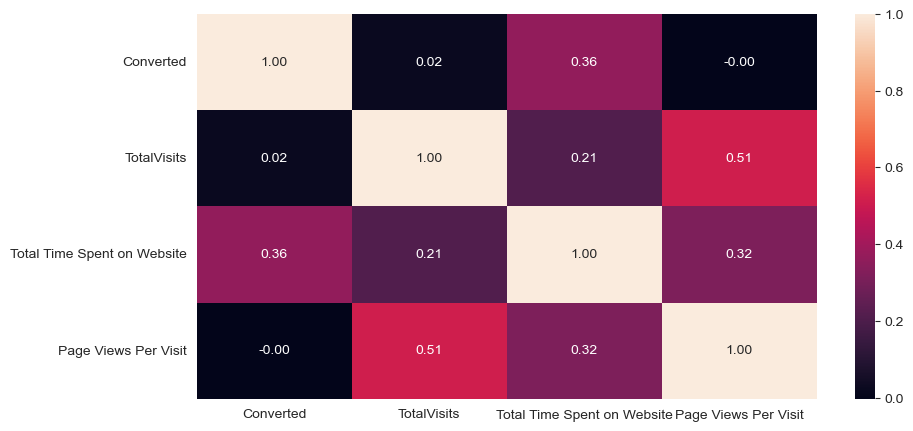 Converted 1.00 0.02 0.36 -0.00
TotalVisits 0.02 1.00 0.21 0.51
Total Time Spent on Website 0.36 0.21 1.00 0.32
Page Views Per Visit -0.00 0.51 0.32 1.00
Converted TotalVisits Total Time Spent on Website Page Views Per Visit
1.0
0.8
0.6
0.4
0.2
0.0